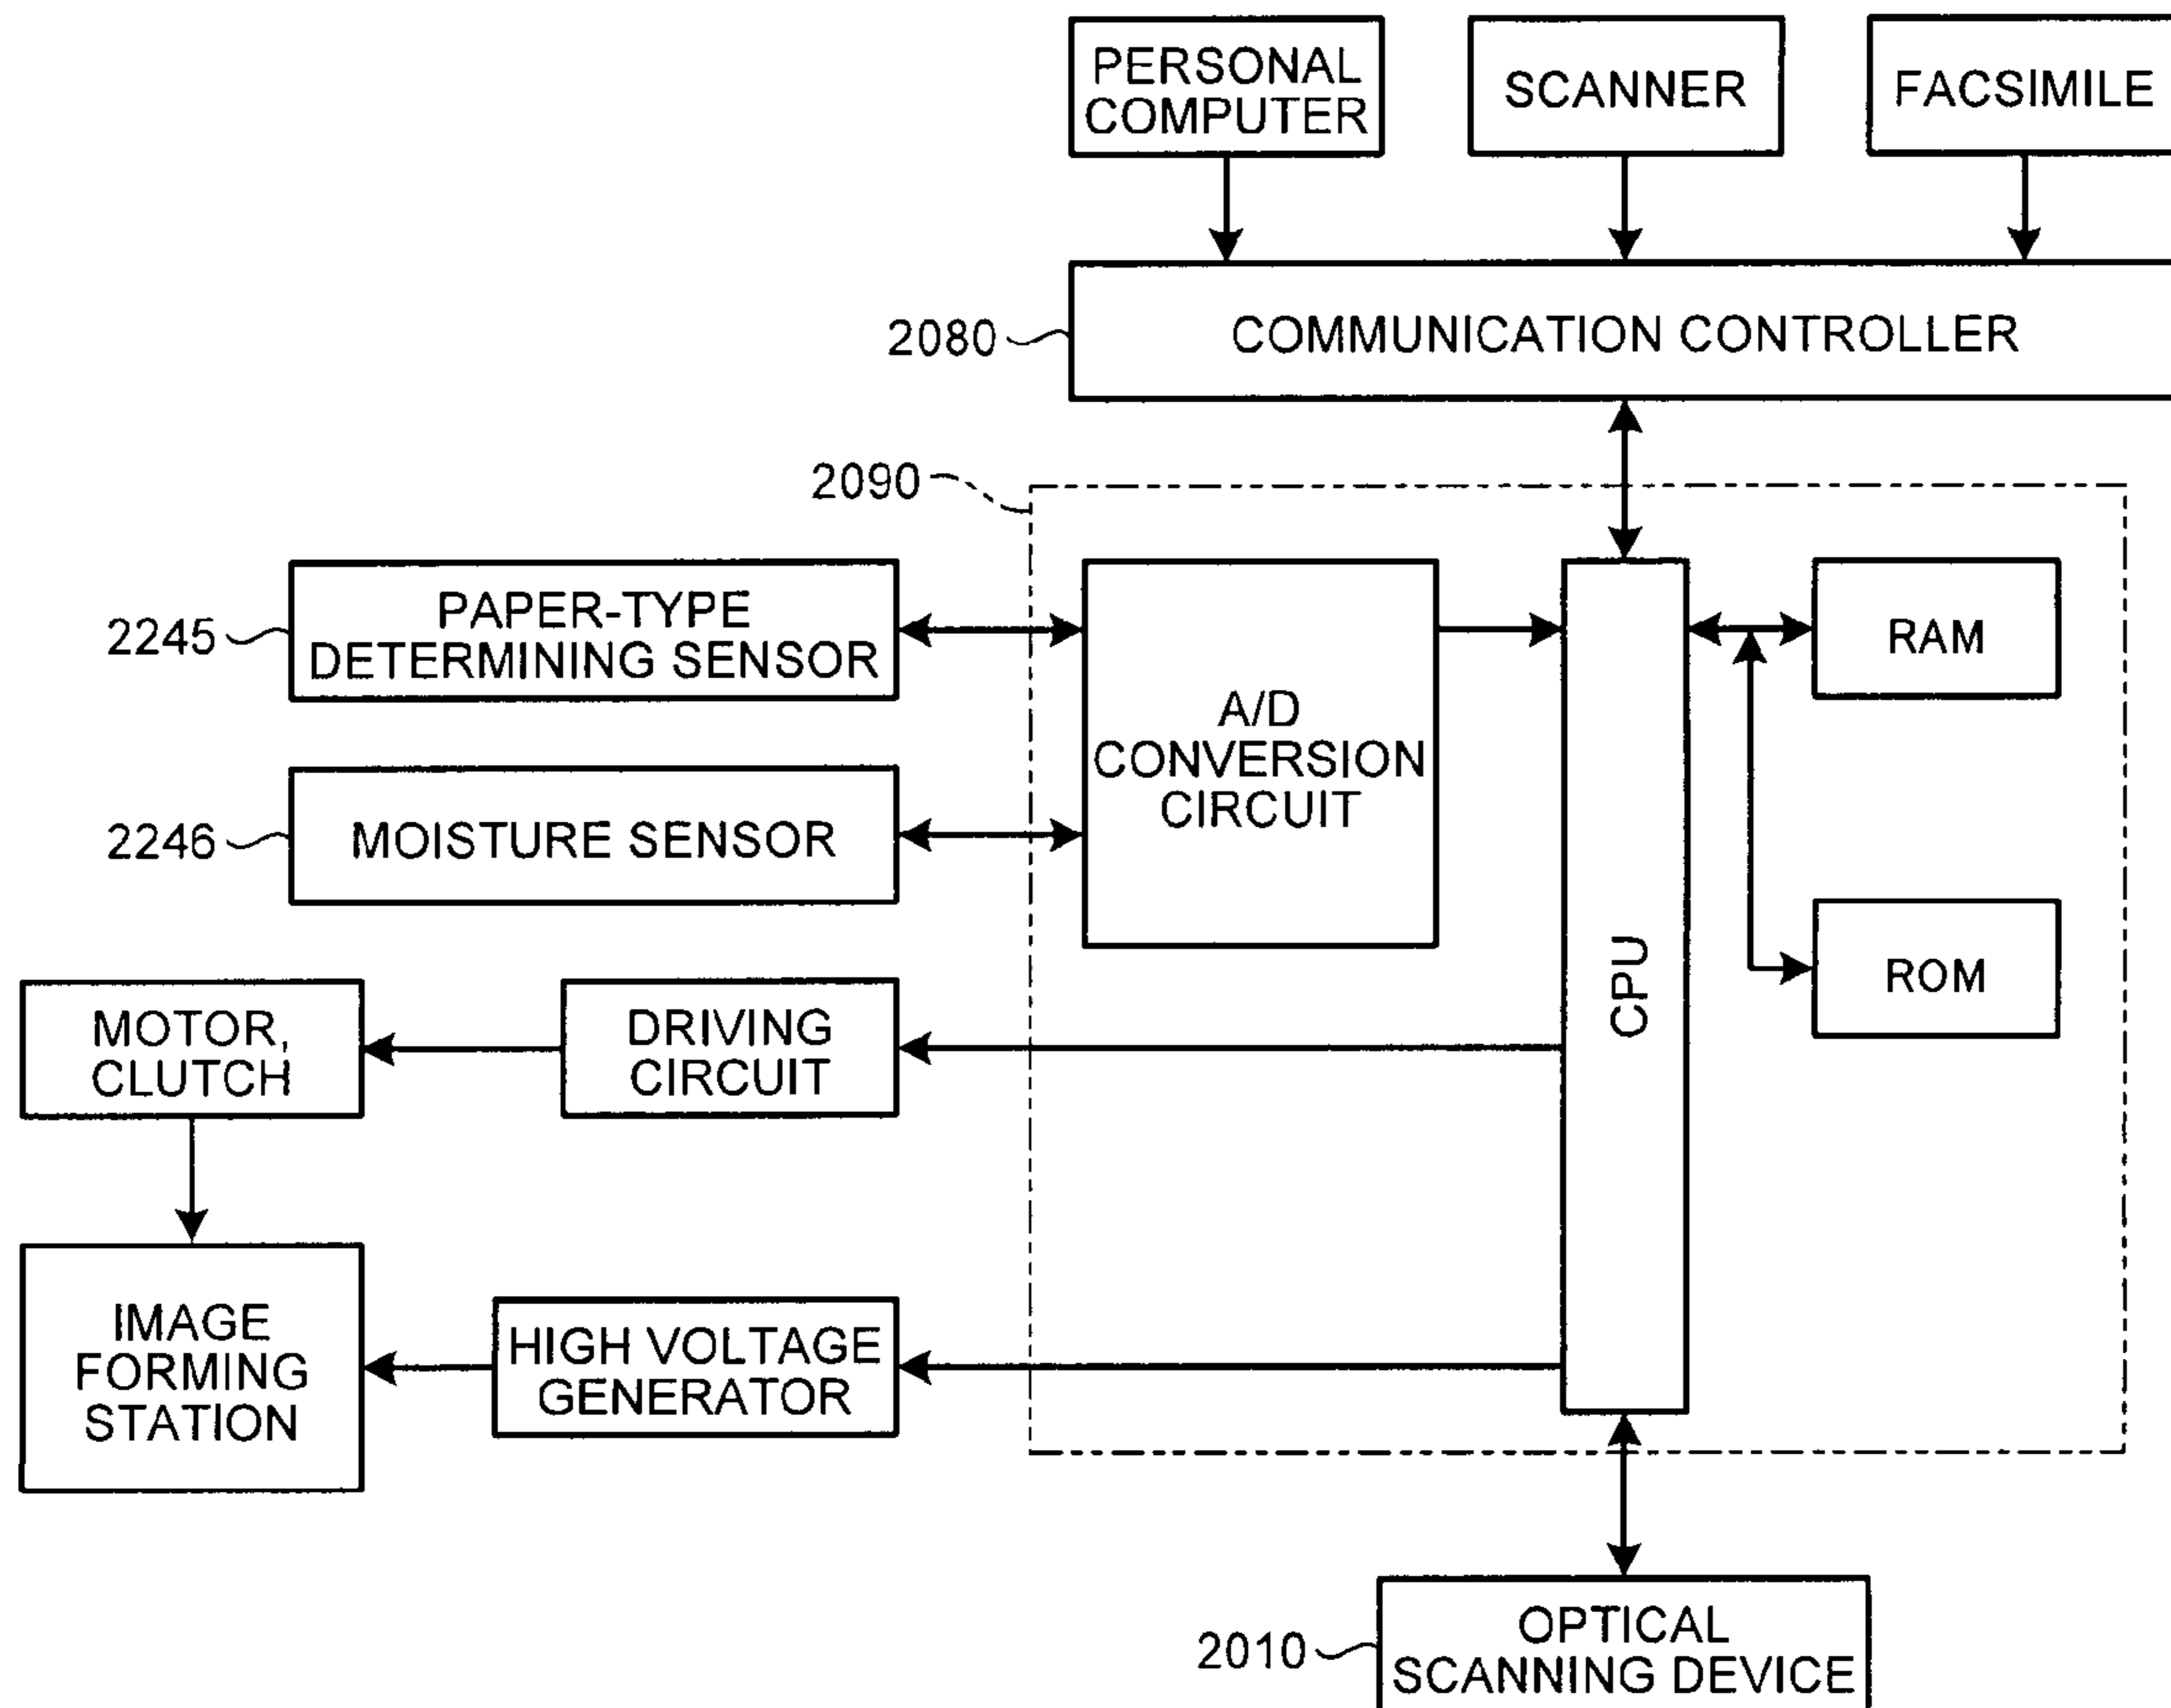 PERSONAL
COMPUTER
SCANNER
FACSIMILE
2080
COMMUNICATION CONTROLLER
2090
2245
PAPER-TYPE
DETERMINING SENSOR
A/D
CONVERSION
CIRCUIT
CPU
RAM
2246
MOISTURE SENSOR
ROM
MOTOR,
CLUTCH
DRIVING
CIRCUIT
IMAGE
FORMING
STATION
HIGH VOLTAGE
GENERATOR
2010
OPTICAL
SCANNING DEVICE